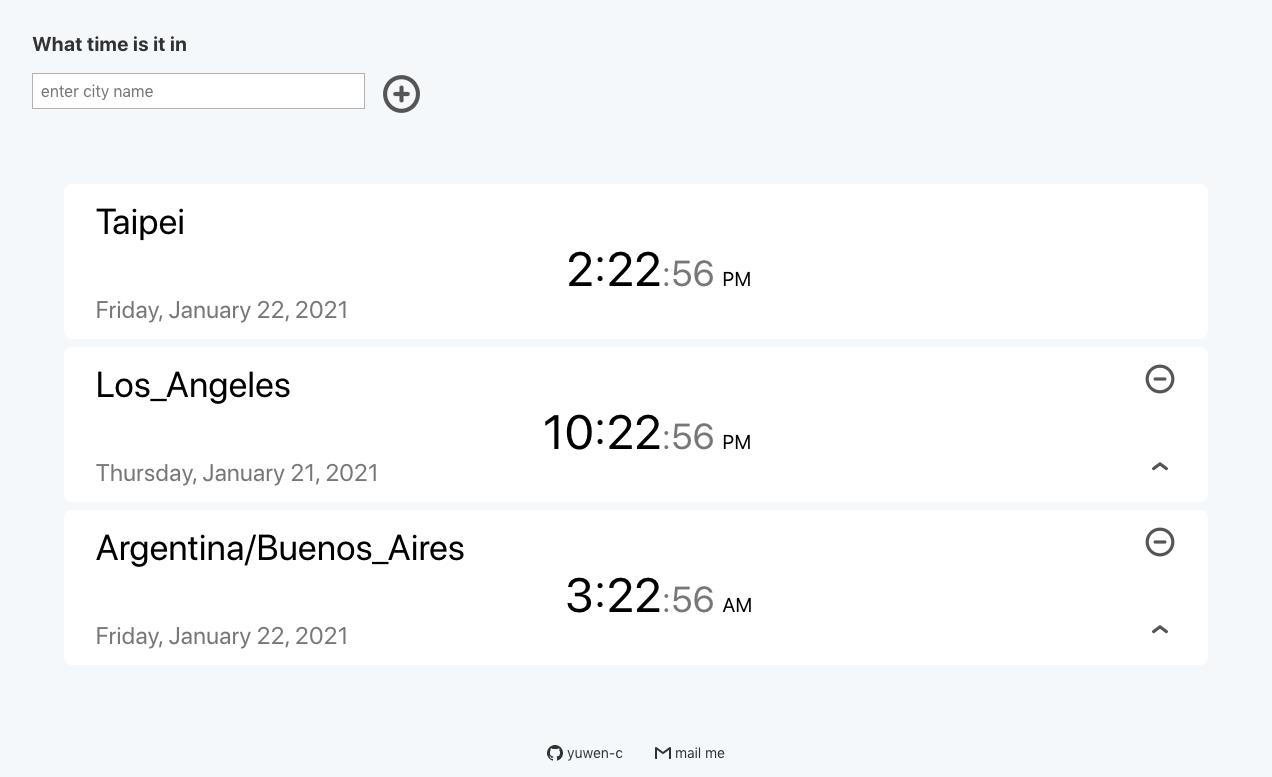 What time is it in
enter city name
Taipei
2:22:56 PM
Friday, January 22, 2021
Los_Angeles
10:22:56 PM
Thursday, January 21, 2021
Argentina/Buenos_Aires
3:22:56 AM
Friday, January 22, 2021
yuwen-c mail me